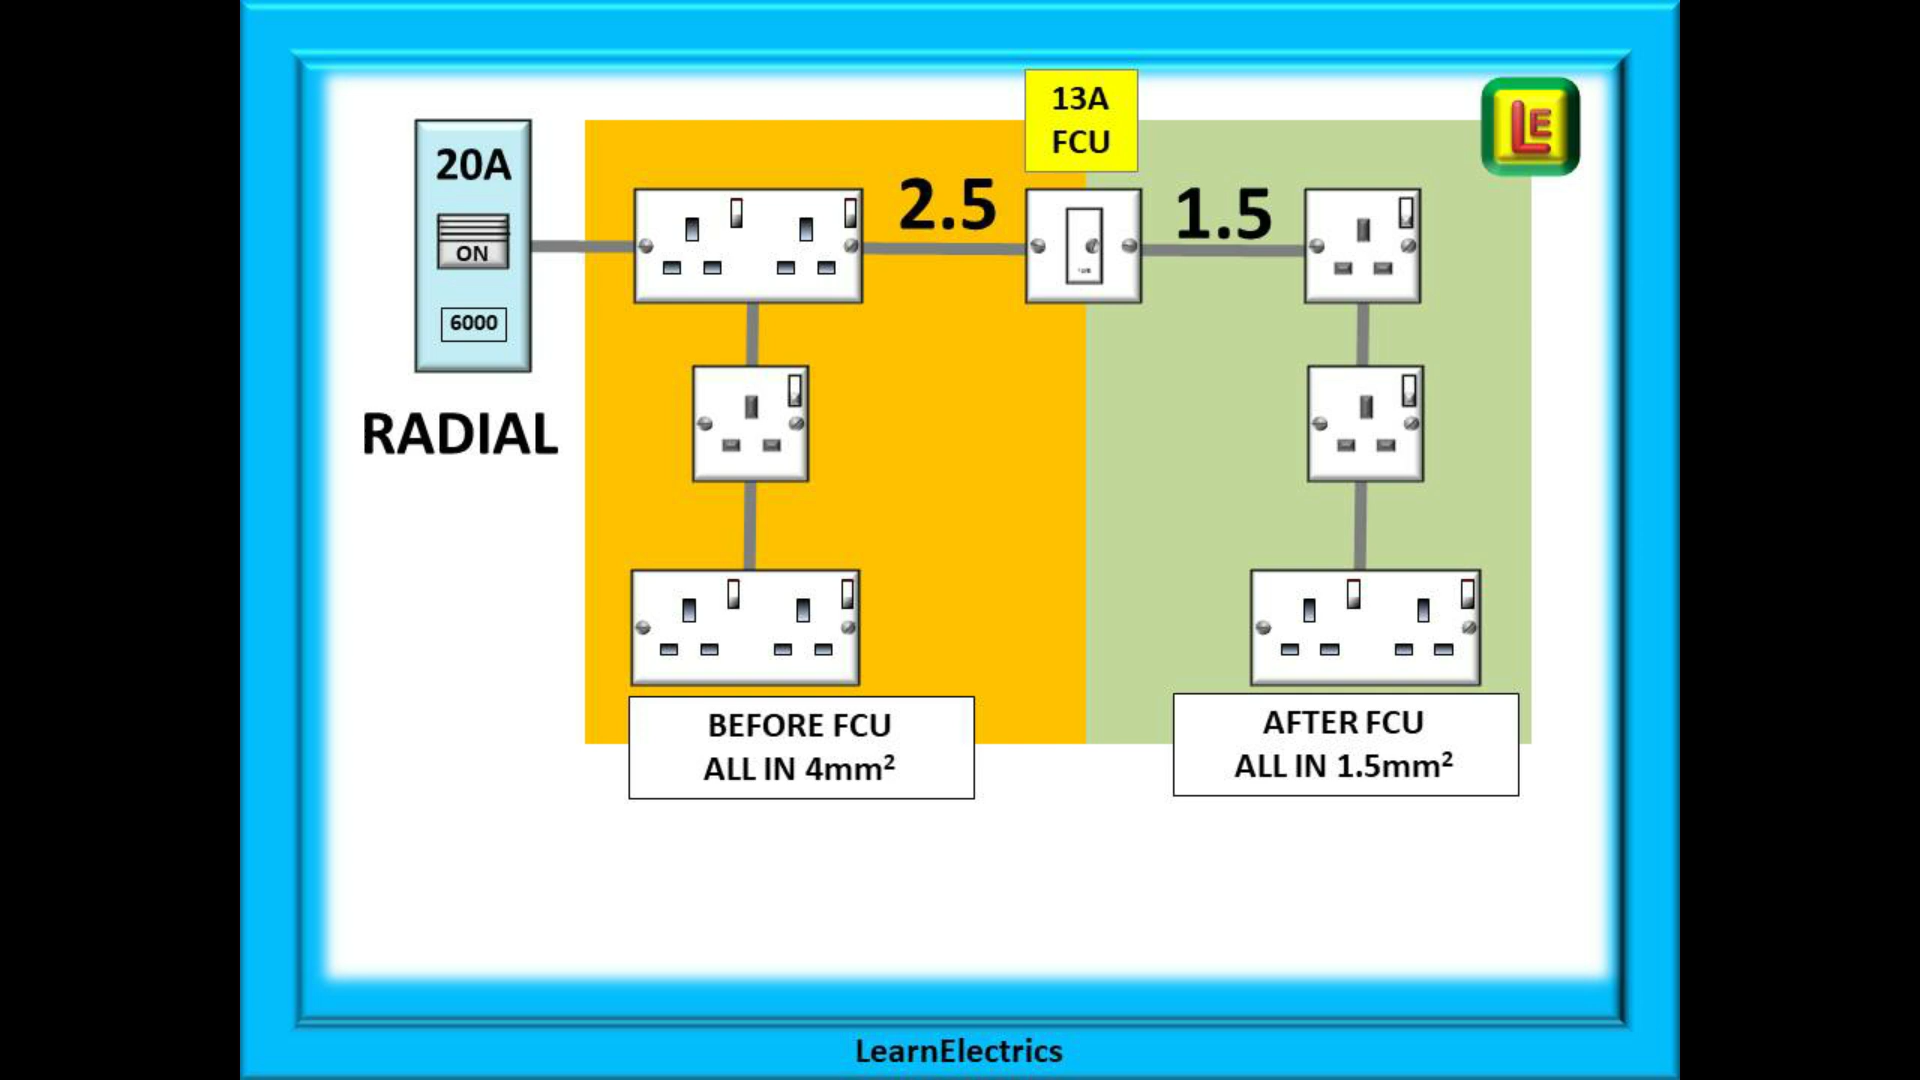 13A
FCU
LE
20A
ON
6000
RADIAL
2.5
1.5
BEFORE FCU
ALL IN 4mm²
AFTER FCU
ALL IN 1.5mm²
LearnElectrics